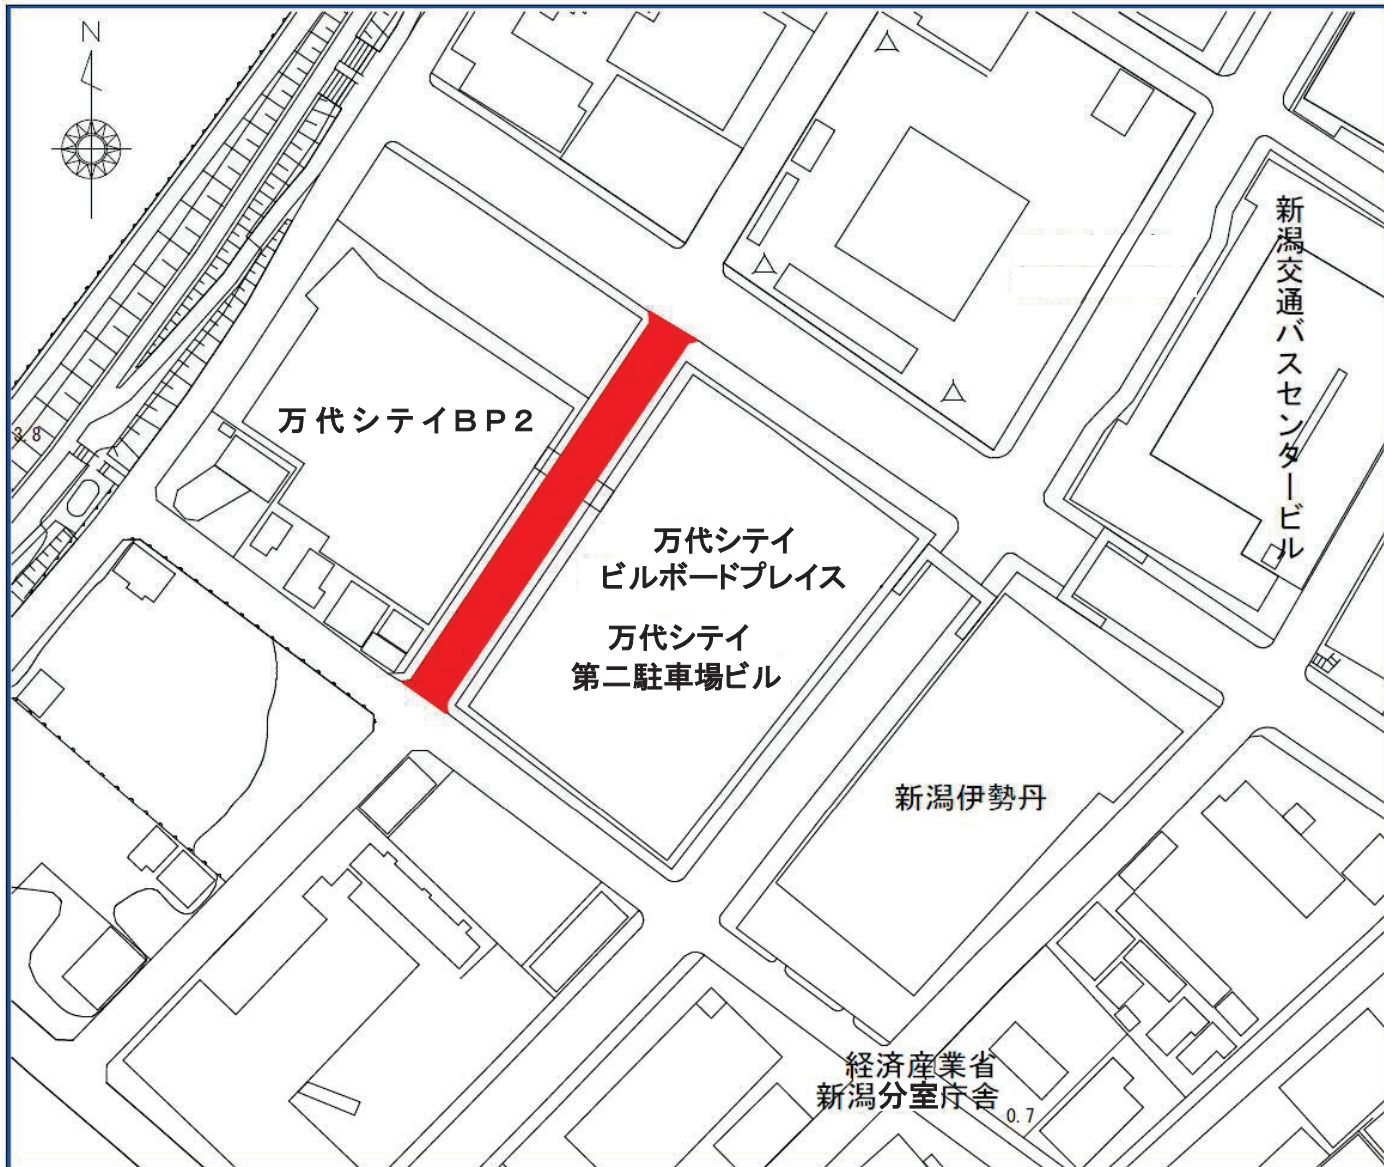 N
新潟交通バスセンタービル
万代シテイBP2
3.8
万代シテイ
ビルボードプレイス
万代シテイ
第二駐車場ビル
新潟伊勢丹
経済産業省
新潟分室庁舎
0.7